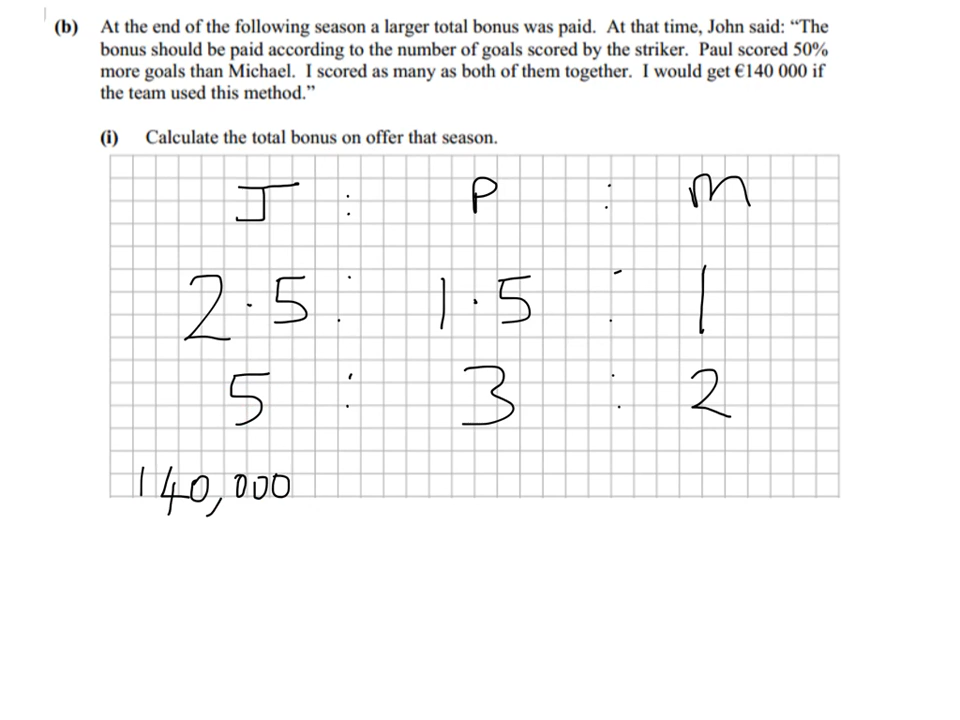 (b) At the end of the following season a larger total bonus was paid. At that time, John said: “The
bonus should be paid according to the number of goals scored by the striker. Paul scored 50%
more goals than Michael. I scored as many as both of them together. I would get €140 000 if
the team used this method.”
(i) Calculate the total bonus on offer that season.
J : P : M
2.5 : 1.5 : 1
5 : 3 : 2
140,000